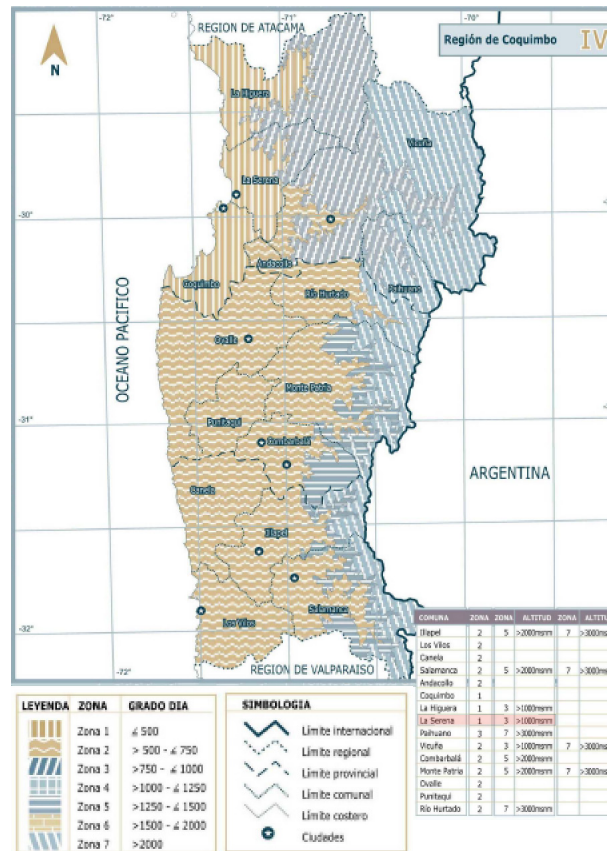 -72° -71° -70°
REGION DE ATACAMA
Región de Coquimbo IV
N
La Higuera
Vicuña
La Serena
-30°
Andacollo
Coquimbo
Río Hurtado
Paihuano
OCEANO PACIFICO
Ovalle
Monte Patria
Punitaqui
Combarbalá
-31°
ARGENTINA
Canela
Illapel
Los Vilos
Salamanca
-32°
-72°
REGION DE VALPARAISO
COMUNA ZONA ZONA ALTITUD ZONA ALTITU
Illapel 2 5 >2000msnm 7 >3000msn
Los Vilos 2
Canela 2
Salamanca 2 5 >2000msnm 7 >3000msn
Andacollo 2
Coquimbo 1
La Higuera 1 3 >1000msnm
La Serena 1 3 >1000msnm
Paihuano 3 7 >3000msnm
Vicuña 2 3 >1000msnm 7 >3000msn
Combarbalá 2 5 >2000msnm
Monte Patria 2 5 >2000msnm 7 >3000msn
Ovalle 2
Punitaqui 2
Río Hurtado 2 7 >3000msnm
LEYENDA ZONA GRADO DIA
Zona 1 ≤ 500
Zona 2 > 500 - ≤ 750
Zona 3 >750 - ≤ 1000
Zona 4 >1000 - ≤ 1250
Zona 5 >1250 - ≤ 1500
Zona 6 >1500 - ≤ 2000
Zona 7 >2000
SIMBOLOGIA
Límite internacional
Límite regional
Límite provincial
Límite comunal
Límite costero
Ciudades